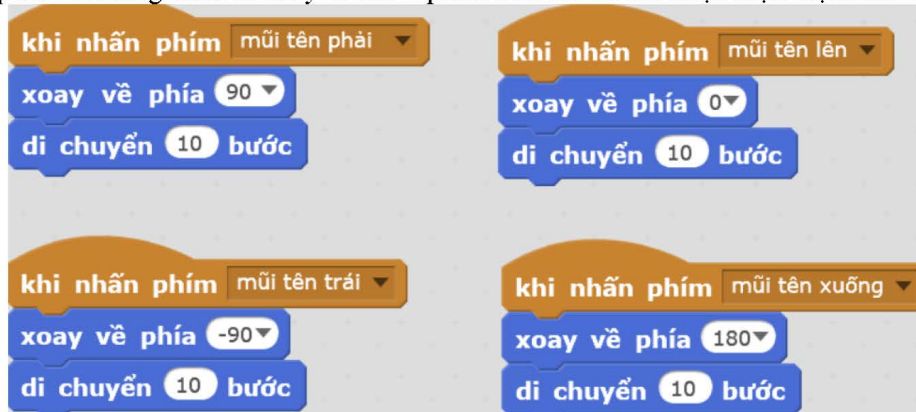 khi nhấn phím mũi tên phải
xoay về phía 90
di chuyển 10 bước
khi nhấn phím mũi tên lên
xoay về phía 0
di chuyển 10 bước
khi nhấn phím mũi tên trái
xoay về phía -90
di chuyển 10 bước
khi nhấn phím mũi tên xuống
xoay về phía 180
di chuyển 10 bước